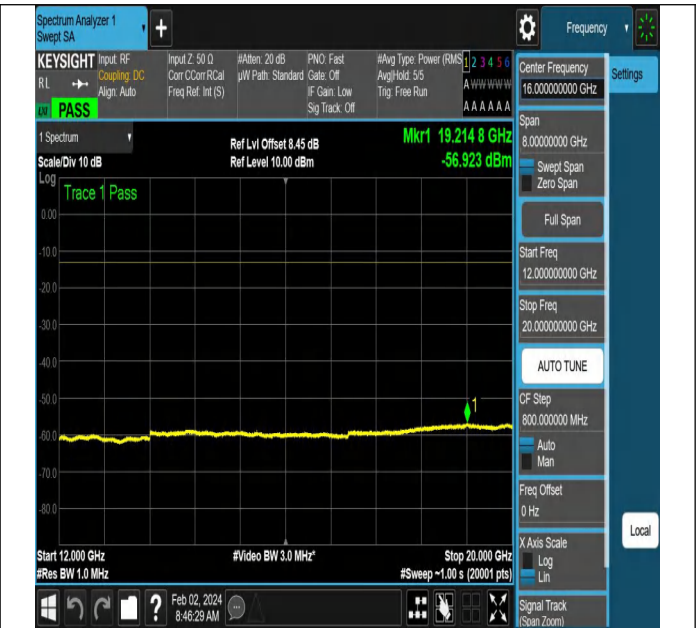 Spectrum Analyzer 1
Swept SA
Frequency
KEYSIGHT
Input: RF
Coupling: DC
Align: Auto
RL
PASS
Input Z: 50 Ω
Corr CCorr RCal
Freq Ref: Int (S)
#Atten: 20 dB
µW Path: Standard
PNO: Fast
Gate: Off
IF Gain: Low
Sig Track: Off
#Avg Type: Power (RMS
Avg|Hold: 5/5
Trig: Free Run
1 2 3 4 5 6
A W W W W W
A A A A A A
1 Spectrum
Scale/Div 10 dB
Ref Lvl Offset 8.45 dB
Ref Level 10.00 dBm
Mkr1 19.214 8 GHz
-56.923 dBm
Log
Trace 1 Pass
0.00
-10.0
-20.0
-30.0
-40.0
-50.0
-60.0
-70.0
-80.0
1
Start 12.000 GHz
#Res BW 1.0 MHz
#Video BW 3.0 MHz*
Stop 20.000 GHz
#Sweep ~1.00 s (20001 pts)
Feb 02, 2024
8:46:29 AM
?
Center Frequency
16.000000000 GHz
Span
8.00000000 GHz
Swept Span
Zero Span
Full Span
Start Freq
12.000000000 GHz
Stop Freq
20.000000000 GHz
AUTO TUNE
CF Step
800.000000 MHz
Auto
Man
Freq Offset
0 Hz
X Axis Scale
Log
Lin
Signal Track
(Span Zoom)
Settings
Local